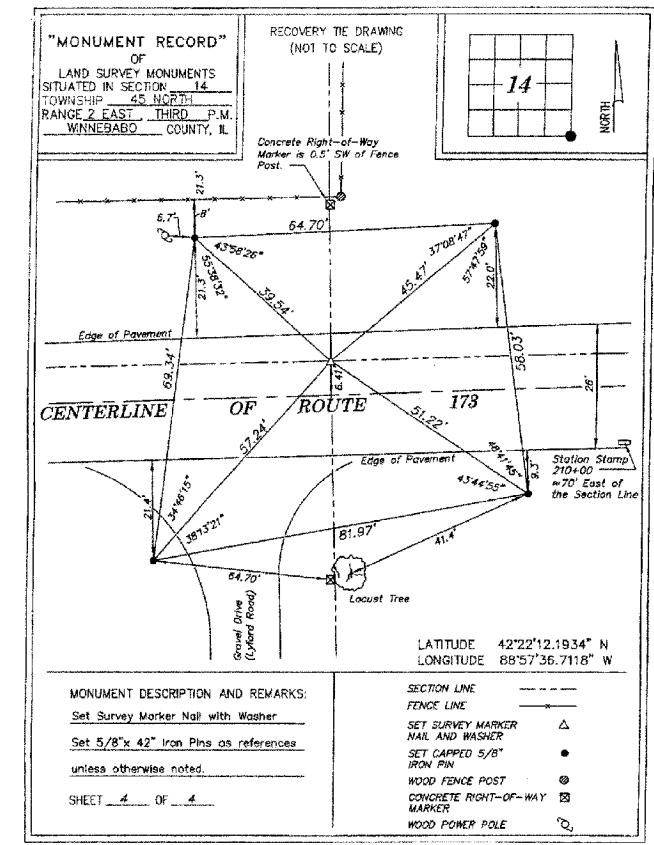 "MONUMENT RECORD"
OF
LAND SURVEY MONUMENTS
SITUATED IN SECTION 14
TOWNSHIP 45 NORTH
RANGE 2 EAST, THIRD P.M.
WINNEBABO COUNTY, IL
RECOVERY TIE DRAWING
(NOT TO SCALE)
14
NORTH
Concrete Right-of-Way
Marker is 0.5' SW of Fence
Post.
21.3'
8'
6.7'
64.70'
43°58'26"
55°38'32"
21.3'
39.54'
37°08'47"
57°47'59"
45.47'
22.0'
Edge of Pavement
69.34'
58.03'
6.41'
28'
CENTERLINE OF ROUTE 173
57.24'
51.22'
Edge of Pavement
48°41'45"
43°44'55"
9.3'
Station Stamp
210+00
≈70' East of
the Section Line
21.4'
34°46'15"
38°13'21"
81.97'
41.4'
64.70'
Locust Tree
Gravel Drive
(Lyford Road)
LATITUDE 42°22'12.1934" N
LONGITUDE 88°57'36.7118" W
MONUMENT DESCRIPTION AND REMARKS:
Set Survey Marker Nail with Washer
Set 5/8"x 42" Iron Pins as references
unless otherwise noted.
SHEET 4 OF 4
SECTION LINE
FENCE LINE
SET SURVEY MARKER
NAIL AND WASHER
SET CAPPED 5/8"
IRON PIN
WOOD FENCE POST
CONCRETE RIGHT-OF-WAY
MARKER
WOOD POWER POLE